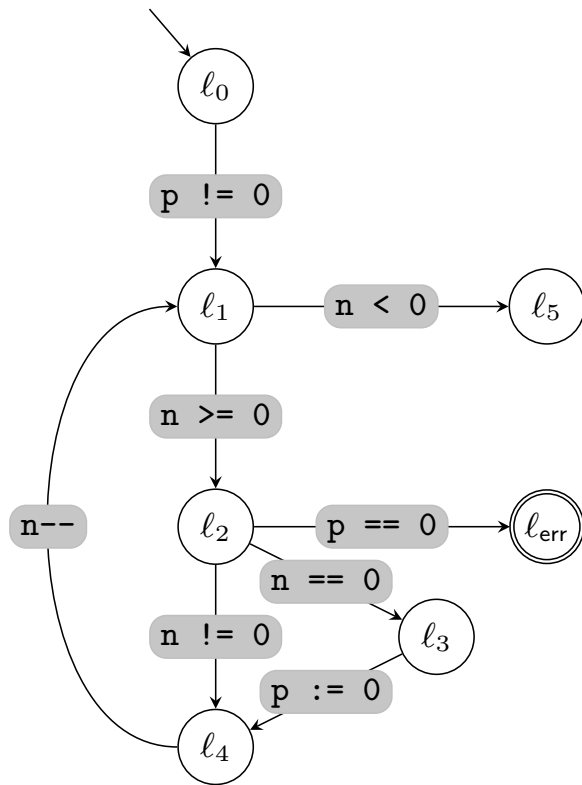 ℓ0
p != 0
ℓ1
n < 0
ℓ5
n >= 0
n--
ℓ2
p == 0
ℓerr
n == 0
n != 0
ℓ3
p := 0
ℓ4